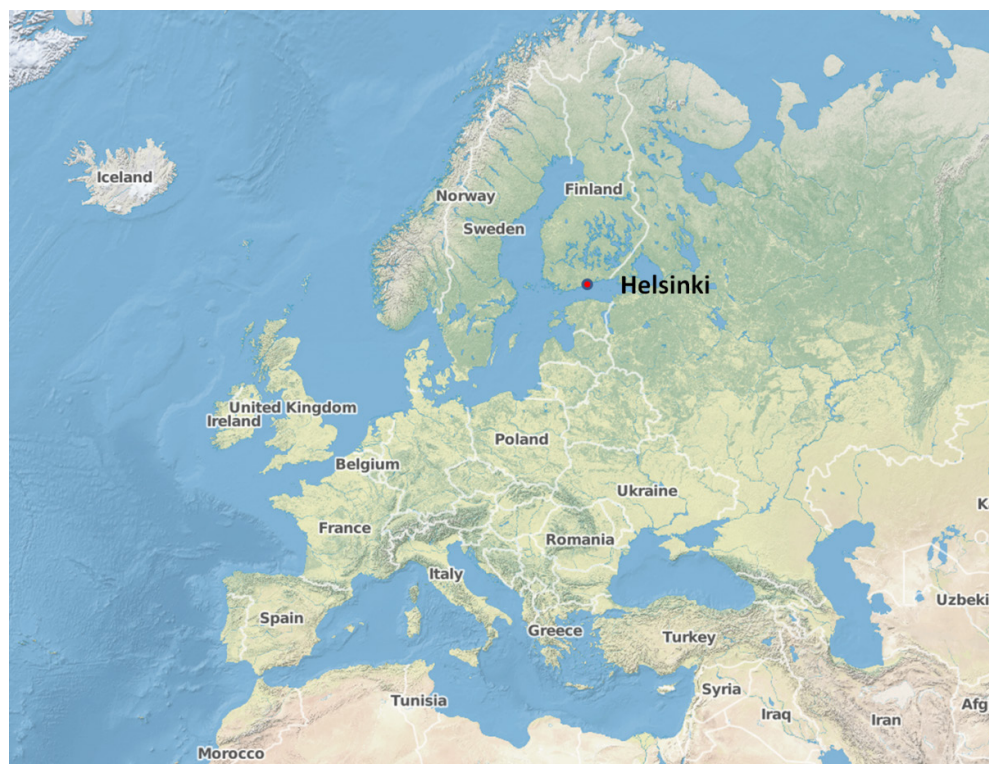 Iceland
Norway
Finland
Sweden
Helsinki
United Kingdom
Ireland
Poland
Belgium
Ukraine
K
France
Romania
Italy
Uzbeki
Spain
Greece
Turkey
Syria
Tunisia
Afg
Iraq
Iran
Morocco